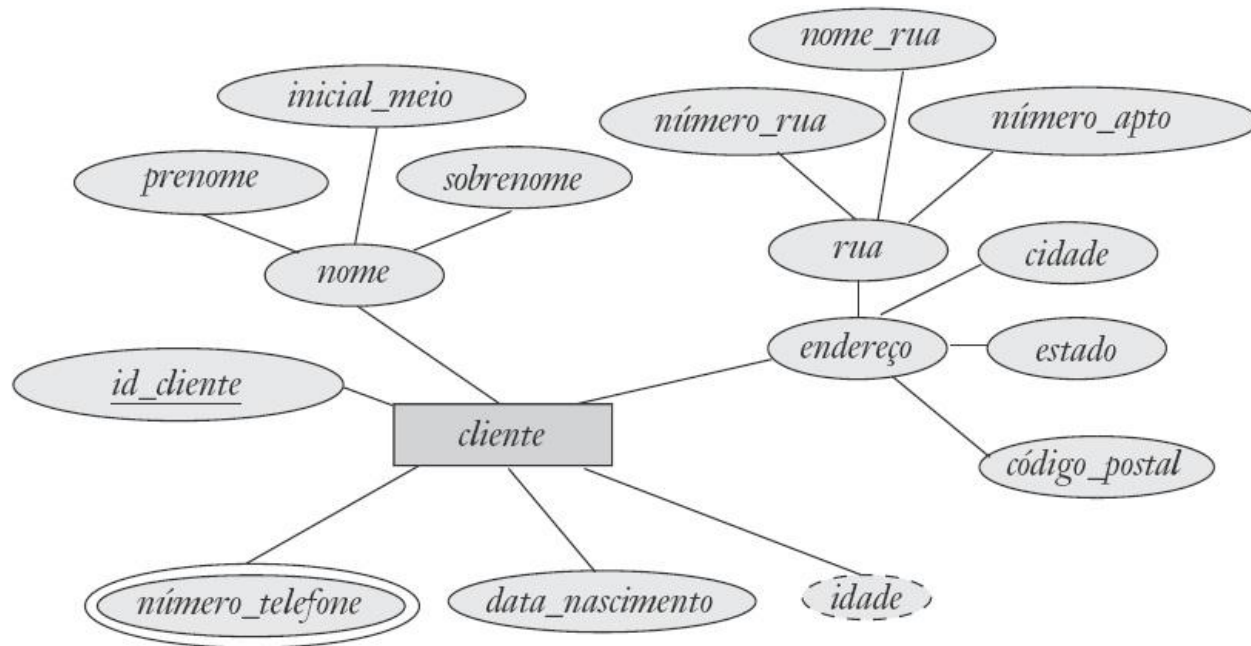 nome_rua
inicial_meio
número_rua
número_apto
prenome
sobrenome
rua
cidade
nome
endereço
estado
id_cliente
cliente
código_postal
número_telefone
data_nascimento
idade